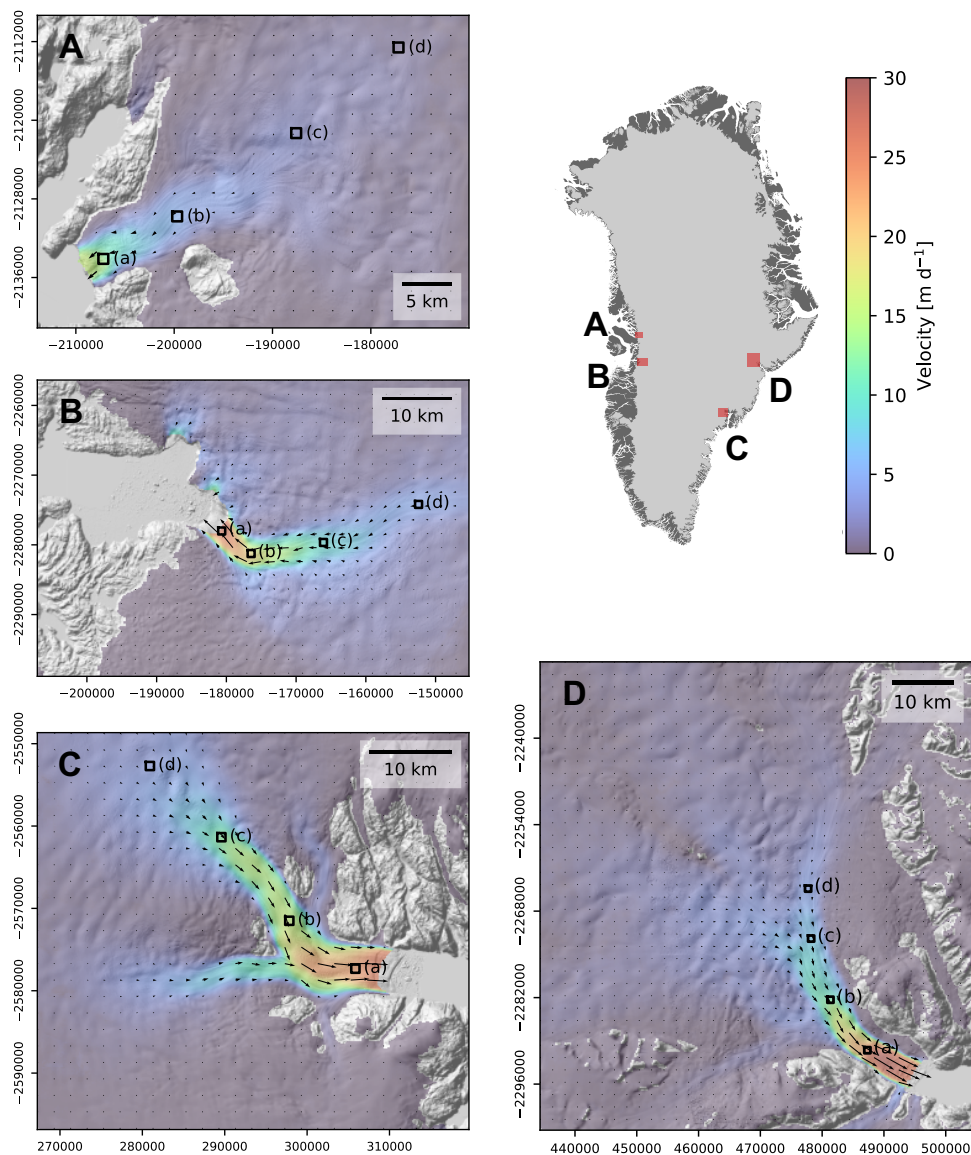 A
(d)
(c)
(b)
(a)
5 km
−2112000
−2120000
−2128000
−2136000
−210000
−200000
−190000
−180000
B
10 km
(d)
(a)
(c)
(b)
−2260000
−2270000
−2280000
−2290000
−200000
−190000
−180000
−170000
−160000
−150000
C
10 km
(d)
(c)
(b)
(a)
−2550000
−2560000
−2570000
−2580000
−2590000
270000
280000
290000
300000
310000
A
B
C
D
30
25
20
15
10
5
0
Velocity [m d−1]
D
10 km
(d)
(c)
(b)
(a)
−2240000
−2254000
−2268000
−2282000
−2296000
440000
450000
460000
470000
480000
490000
500000